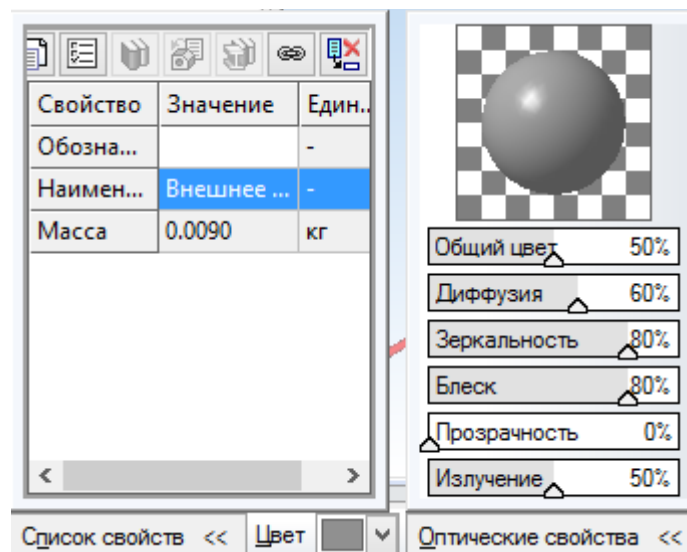 Свойство Значение Един..
Обозна... -
Наимен... Внешнее ... -
Масса 0.0090 кг
Общий цвет 50%
Диффузия 60%
Зеркальность 80%
Блеск 80%
Прозрачность 0%
Излучение 50%
Список свойств << Цвет
Оптические свойства <<